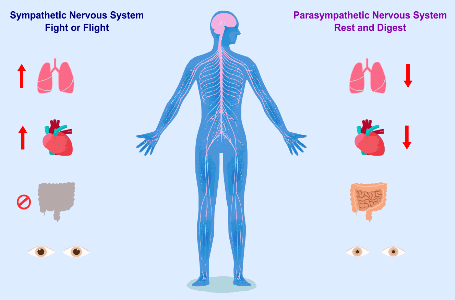 Sympathetic Nervous System
Fight or Flight
Parasympathetic Nervous System
Rest and Digest